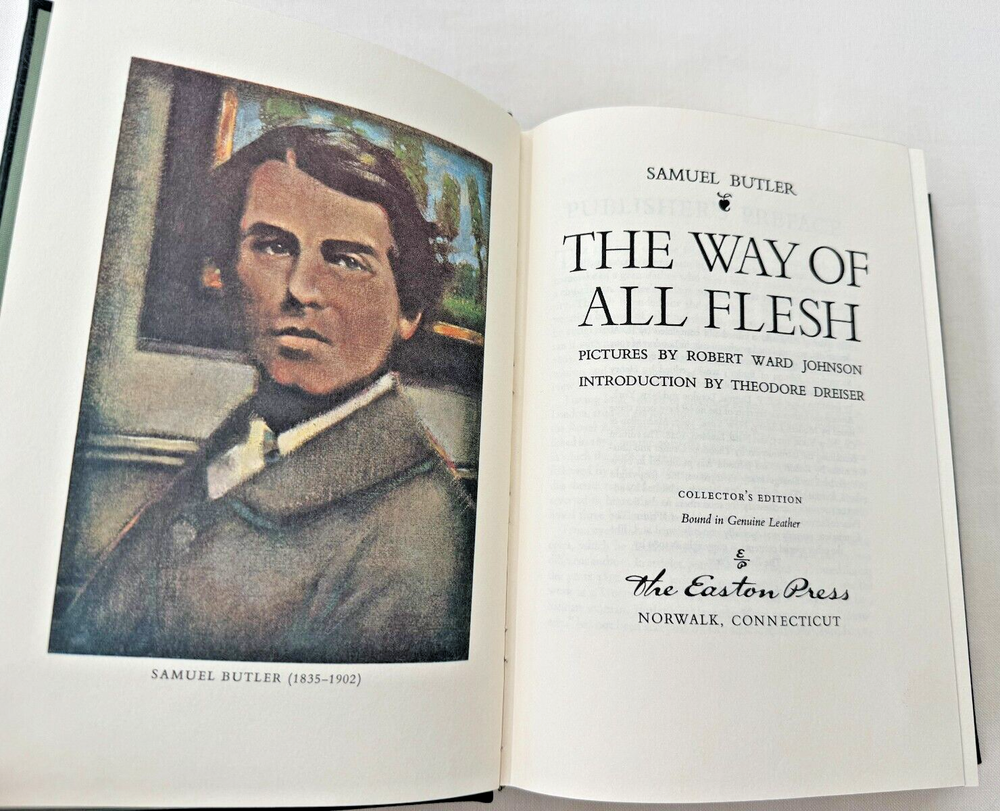 SAMUEL BUTLER (1835–1902)
SAMUEL BUTLER
THE WAY OF
ALL FLESH
PICTURES BY ROBERT WARD JOHNSON
INTRODUCTION BY THEODORE DREISER
COLLECTOR'S EDITION
Bound in Genuine Leather
E/P
The Easton Press
NORWALK, CONNECTICUT